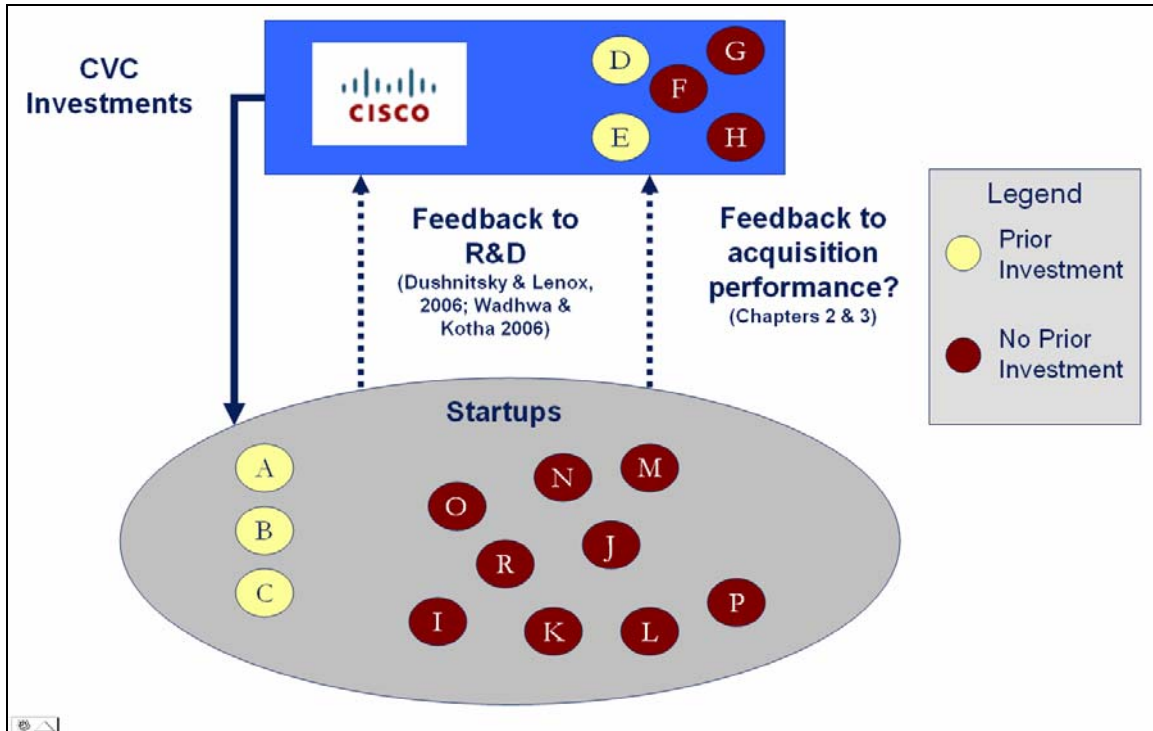 CVC
Investments
CISCO
D
G
F
E
H
Feedback to
R&D
(Dushnitsky & Lenox,
2006; Wadhwa &
Kotha 2006)
Feedback to
acquisition
performance?
(Chapters 2 & 3)
Legend
Prior
Investment
No Prior
Investment
Startups
A
B
C
N
M
O
J
R
I
K
L
P